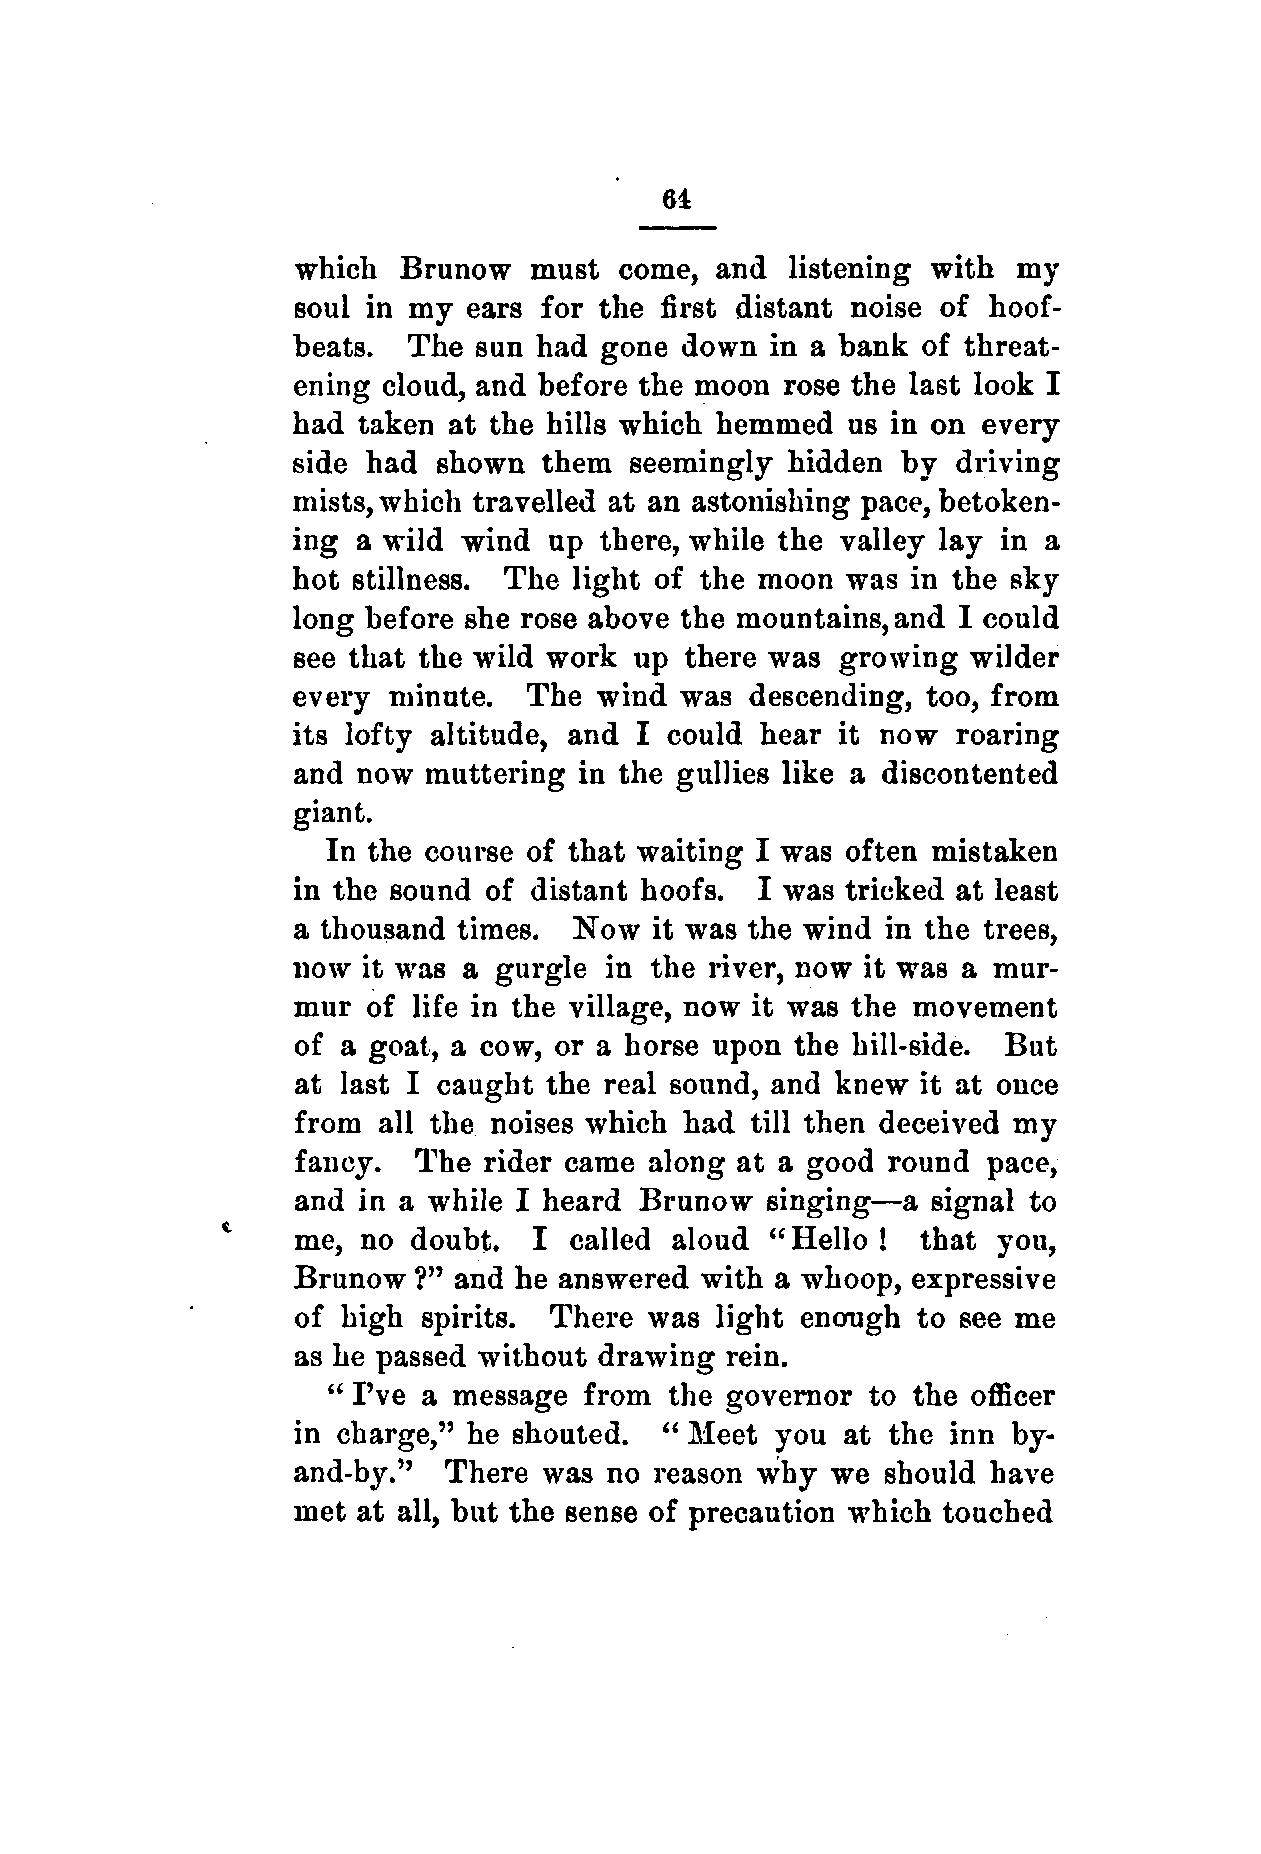 64
which Brunow must come, and listening with my
soul in my ears for the first distant noise of hoof-
beats. The sun had gone down in a bank of threat-
ening cloud, and before the moon rose the last look I
had taken at the hills which hemmed us in on every
side had shown them seemingly hidden by driving
mists, which travelled at an astonishing pace, betoken-
ing a wild wind up there, while the valley lay in a
hot stillness. The light of the moon was in the sky
long before she rose above the mountains, and I could
see that the wild work up there was growing wilder
every minute. The wind was descending, too, from
its lofty altitude, and I could hear it now roaring
and now muttering in the gullies like a discontented
giant.
In the course of that waiting I was often mistaken
in the sound of distant hoofs. I was tricked at least
a thousand times. Now it was the wind in the trees,
now it was a gurgle in the river, now it was a mur-
mur of life in the village, now it was the movement
of a goat, a cow, or a horse upon the hill-side. But
at last I caught the real sound, and knew it at once
from all the noises which had till then deceived my
fancy. The rider came along at a good round pace,
and in a while I heard Brunow singing—a signal to
me, no doubt. I called aloud “Hello ! that you,
Brunow ?” and he answered with a whoop, expressive
of high spirits. There was light enough to see me
as he passed without drawing rein.
“ I’ve a message from the governor to the officer
in charge,” he shouted. “ Meet you at the inn by-
and-by.” There was no reason why we should have
met at all, but the sense of precaution which touched